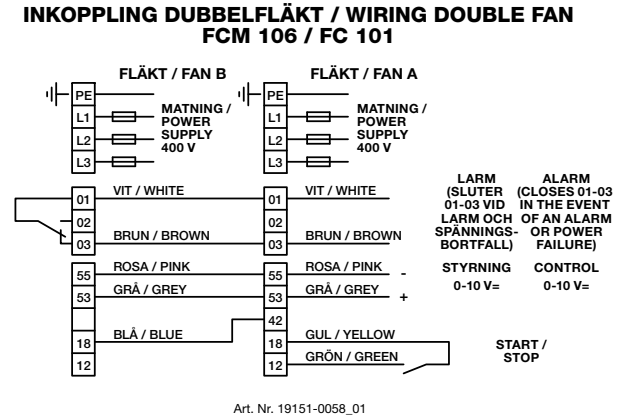 INKOPPLING DUBBELFLÄKT / WIRING DOUBLE FAN
FCM 106 / FC 101
FLÄKT / FAN B
FLÄKT / FAN A
PE
L1
L2
L3
MATNING /
POWER
SUPPLY
400 V
PE
L1
L2
L3
MATNING /
POWER
SUPPLY
400 V
01
02
03
VIT / WHITE
BRUN / BROWN
01
02
03
VIT / WHITE
BRUN / BROWN
LARM
(SLUTER
01-03 VID
LARM OCH
SPÄNNINGS-
BORTFALL)
ALARM
(CLOSES 01-03
IN THE EVENT
OF AN ALARM
OR POWER
FAILURE)
55
53
18
12
ROSA / PINK
GRÅ / GREY
BLÅ / BLUE
55
53
42
18
12
ROSA / PINK -
GRÅ / GREY +
GUL / YELLOW
GRÖN / GREEN
STYRNING
0-10 V=
CONTROL
0-10 V=
START /
STOP
Art. Nr. 19151-0058_01